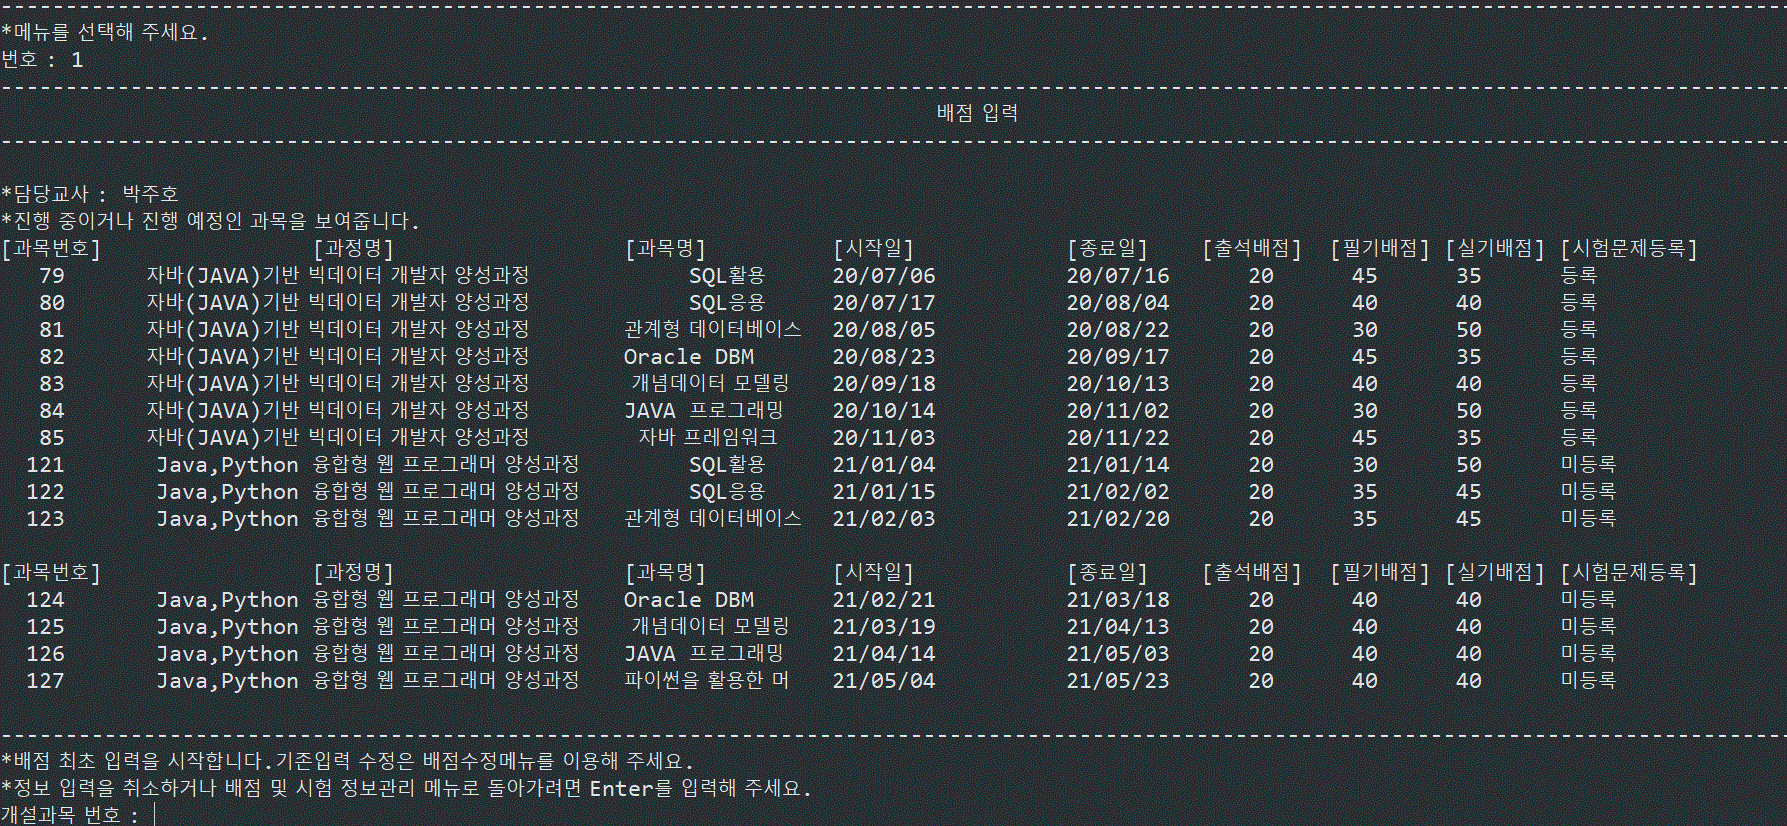 *메뉴를 선택해 주세요.
번호 : 1
배점 입력
*담당교사 : 박주호
*진행 중이거나 진행 예정인 과목을 보여줍니다.
[과목번호] [과정명] [과목명] [시작일] [종료일] [출석배점] [필기배점] [실기배점] [시험문제등록]
79 자바(JAVA)기반 빅데이터 개발자 양성과정 SQL활용 20/07/06 20/07/16 20 45 35 등록
80 자바(JAVA)기반 빅데이터 개발자 양성과정 SQL응용 20/07/17 20/08/04 20 40 40 등록
81 자바(JAVA)기반 빅데이터 개발자 양성과정 관계형 데이터베이스 20/08/05 20/08/22 20 30 50 등록
82 자바(JAVA)기반 빅데이터 개발자 양성과정 Oracle DBM 20/08/23 20/09/17 20 45 35 등록
83 자바(JAVA)기반 빅데이터 개발자 양성과정 개념데이터 모델링 20/09/18 20/10/13 20 40 40 등록
84 자바(JAVA)기반 빅데이터 개발자 양성과정 JAVA 프로그래밍 20/10/14 20/11/02 20 30 50 등록
85 자바(JAVA)기반 빅데이터 개발자 양성과정 자바 프레임워크 20/11/03 20/11/22 20 45 35 등록
121 Java,Python 융합형 웹 프로그래머 양성과정 SQL활용 21/01/04 21/01/14 20 30 50 미등록
122 Java,Python 융합형 웹 프로그래머 양성과정 SQL응용 21/01/15 21/02/02 20 35 45 미등록
123 Java,Python 융합형 웹 프로그래머 양성과정 관계형 데이터베이스 21/02/03 21/02/20 20 35 45 미등록
[과목번호] [과정명] [과목명] [시작일] [종료일] [출석배점] [필기배점] [실기배점] [시험문제등록]
124 Java,Python 융합형 웹 프로그래머 양성과정 Oracle DBM 21/02/21 21/03/18 20 40 40 미등록
125 Java,Python 융합형 웹 프로그래머 양성과정 개념데이터 모델링 21/03/19 21/04/13 20 40 40 미등록
126 Java,Python 융합형 웹 프로그래머 양성과정 JAVA 프로그래밍 21/04/14 21/05/03 20 40 40 미등록
127 Java,Python 융합형 웹 프로그래머 양성과정 파이썬을 활용한 머 21/05/04 21/05/23 20 40 40 미등록
*배점 최초 입력을 시작합니다.기존입력 수정은 배점수정메뉴를 이용해 주세요.
*정보 입력을 취소하거나 배점 및 시험 정보관리 메뉴로 돌아가려면 Enter를 입력해 주세요.
개설과목 번호 :